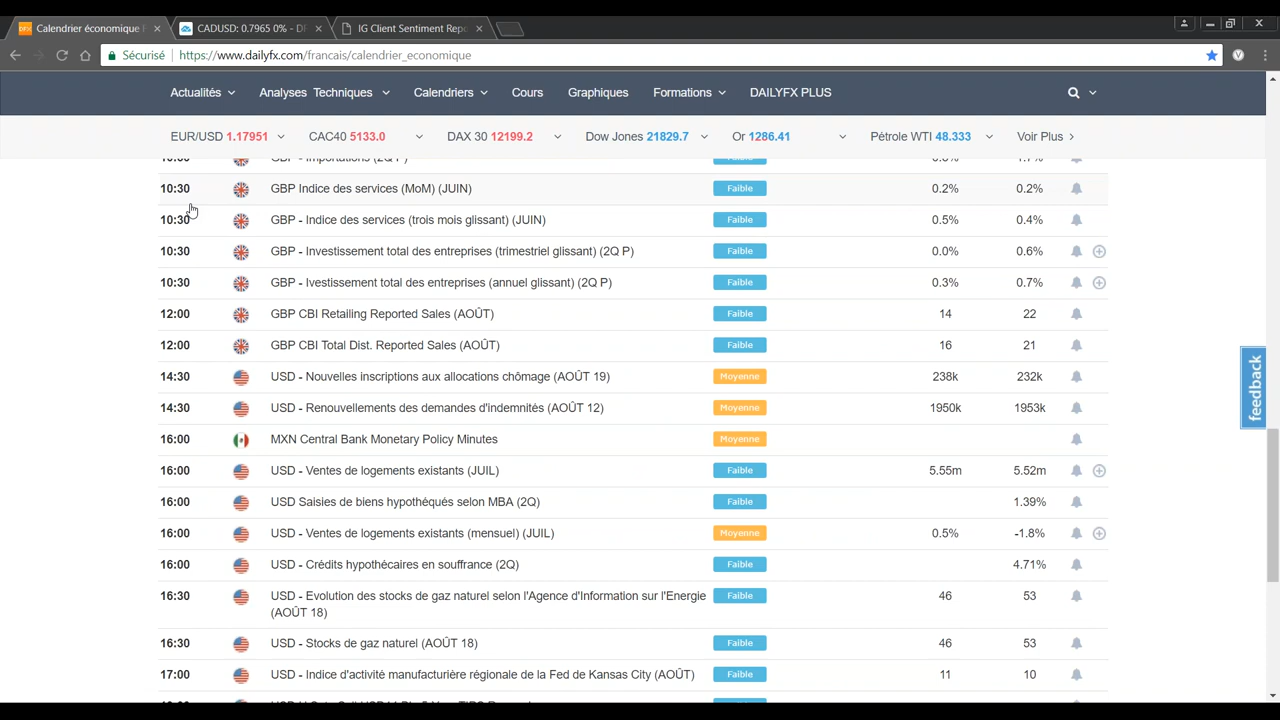 Calendrier économique
CADUSD: 0.7965 0% - DF
IG Client Sentiment Repo
Sécurisé https://www.dailyfx.com/francais/calendrier_economique
Actualités Analyses Techniques Calendriers Cours Graphiques Formations DAILYFX PLUS
EUR/USD 1.17951 CAC40 5133.0 DAX 30 12199.2 Dow Jones 21829.7 Or 1286.41 Pétrole WTI 48.333 Voir Plus
10:30 GBP Indice des services (MoM) (JUIN) Faible 0.2% 0.2%
10:30 GBP - Indice des services (trois mois glissant) (JUIN) Faible 0.5% 0.4%
10:30 GBP - Investissement total des entreprises (trimestriel glissant) (2Q P) Faible 0.0% 0.6%
10:30 GBP - Ivestissement total des entreprises (annuel glissant) (2Q P) Faible 0.3% 0.7%
12:00 GBP CBI Retailing Reported Sales (AOÛT) Faible 14 22
12:00 GBP CBI Total Dist. Reported Sales (AOÛT) Faible 16 21
14:30 USD - Nouvelles inscriptions aux allocations chômage (AOÛT 19) Moyenne 238k 232k
14:30 USD - Renouvellements des demandes d'indemnités (AOÛT 12) Moyenne 1950k 1953k
16:00 MXN Central Bank Monetary Policy Minutes Moyenne
16:00 USD - Ventes de logements existants (JUIL) Faible 5.55m 5.52m
16:00 USD Saisies de biens hypothéqués selon MBA (2Q) Faible 1.39%
16:00 USD - Ventes de logements existants (mensuel) (JUIL) Moyenne 0.5% -1.8%
16:00 USD - Crédits hypothécaires en souffrance (2Q) Faible 4.71%
16:30 USD - Evolution des stocks de gaz naturel selon l'Agence d'Information sur l'Energie Faible 46 53
(AOÛT 18)
16:30 USD - Stocks de gaz naturel (AOÛT 18) Faible 46 53
17:00 USD - Indice d'activité manufacturière régionale de la Fed de Kansas City (AOÛT) Faible 11 10
feedback